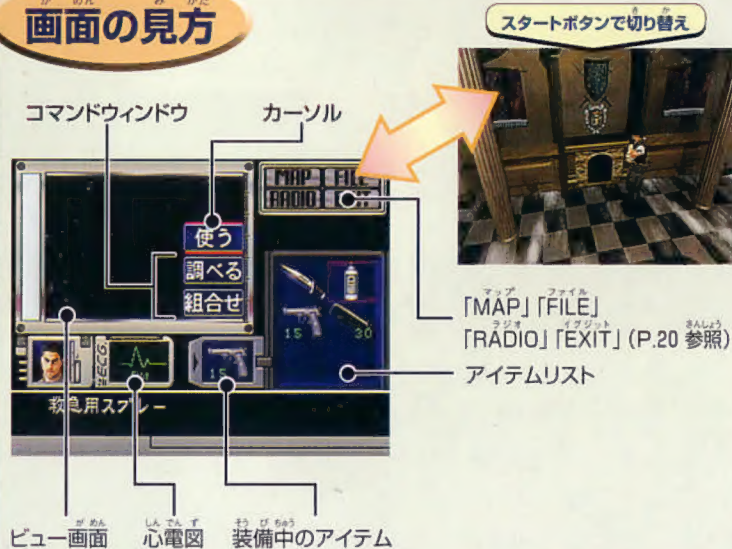 画面の見方
スタートボタンで切り替え
コマンドウィンドウ
カーソル
MAP FILE
RADIO EXIT
使う
調べる
組合せ
15
30
15
救急用スプレー
「MAP」「FILE」
「RADIO」「EXIT」(P.20 参照)
アイテムリスト
ビュー画面
心電図
装備中のアイテム